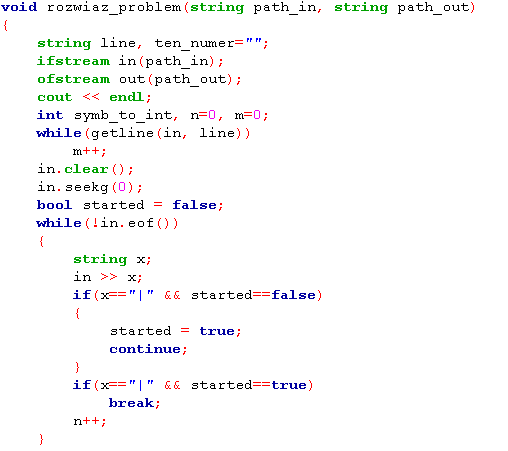 void rozwiaz_problem(string path_in, string path_out)
{
    string line, ten_numer="";
    ifstream in(path_in);
    ofstream out(path_out);
    cout << endl;
    int symb_to_int, n=0, m=0;
    while(getline(in, line))
        m++;
    in.clear();
    in.seekg(0);
    bool started = false;
    while(!in.eof())
    {
        string x;
        in >> x;
        if(x=="|" && started==false)
        {
            started = true;
            continue;
        }
        if(x=="|" && started==true)
            break;
        n++;
    }